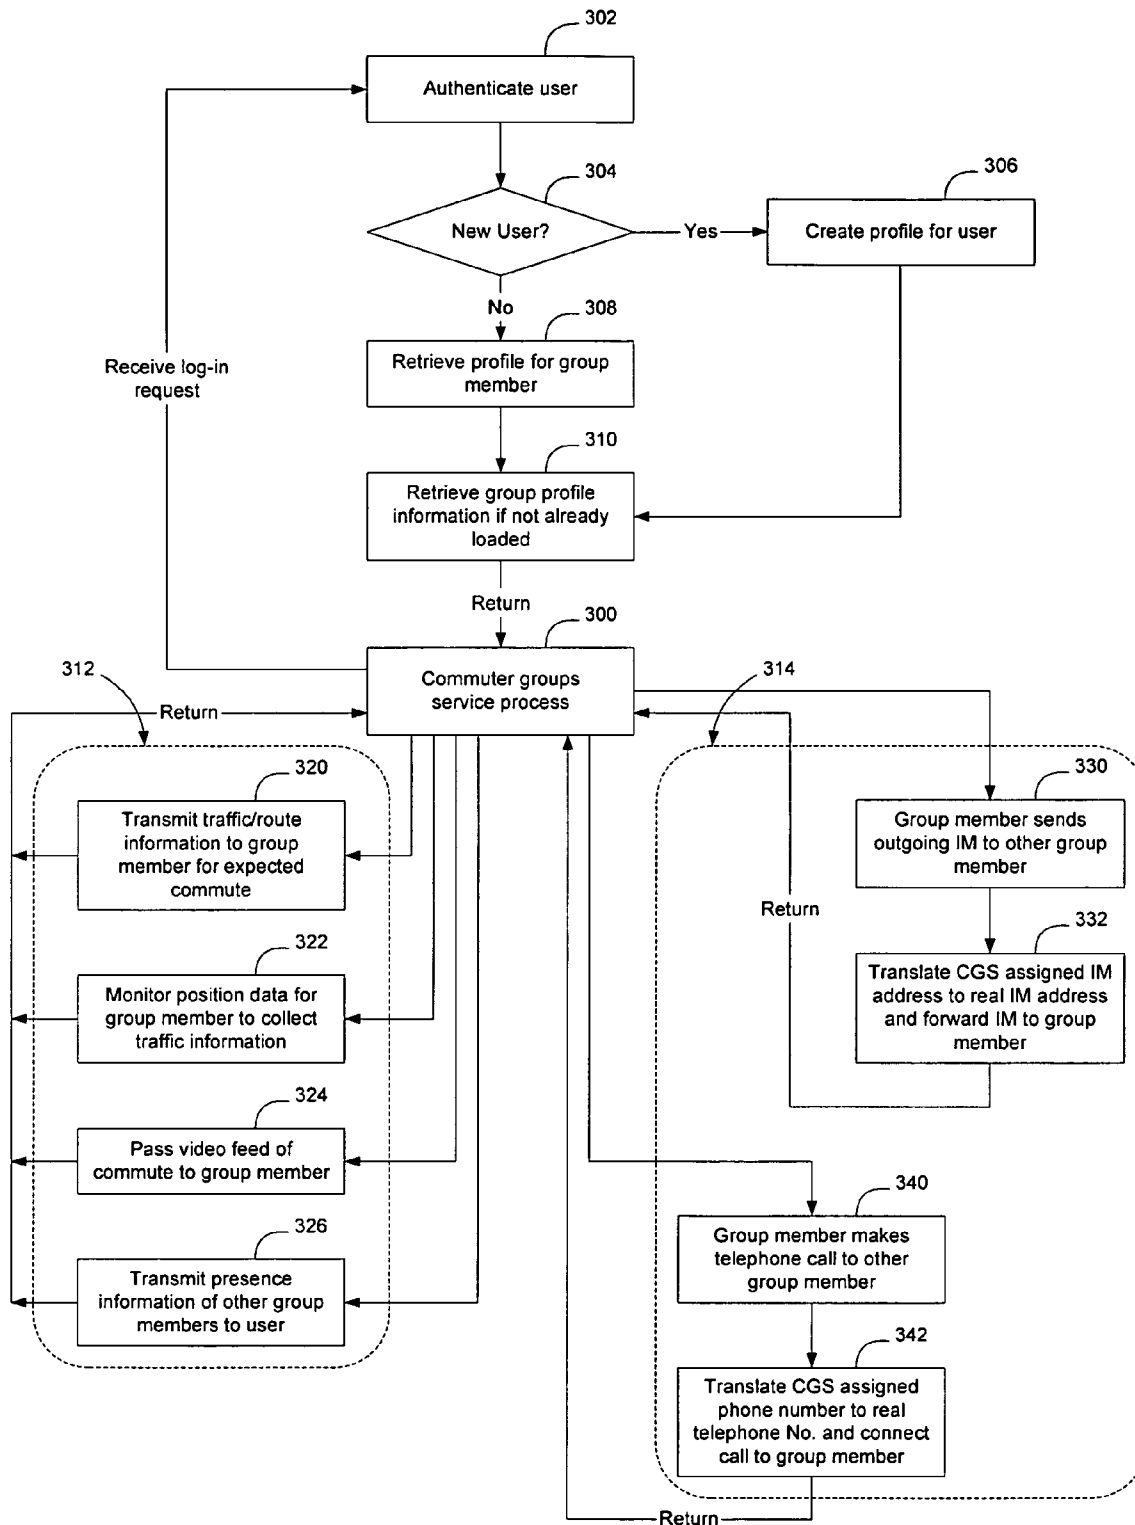 302
Authenticate user
304
306
New User?
Yes
Create profile for user
No
308
Retrieve profile for group
member
Receive log-in
request
310
Retrieve group profile
information if not already
loaded
Return
300
312
Commuter groups
service process
314
Return
320
Transmit traffic/route
information to group
member for expected
commute
330
Group member sends
outgoing IM to other group
member
Return
322
Monitor position data for
group member to collect
traffic information
332
Translate CGS assigned IM
address to real IM address
and forward IM to group
member
324
Pass video feed of
commute to group member
326
Transmit presence
information of other group
members to user
340
Group member makes
telephone call to other
group member
342
Translate CGS assigned
phone number to real
telephone No. and connect
call to group member
Return